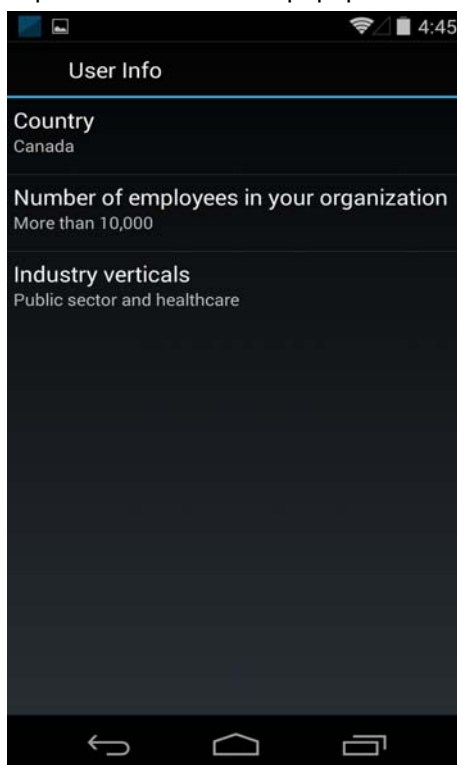 4:45
User Info
Country
Canada
Number of employees in your organization
More than 10,000
Industry verticals
Public sector and healthcare